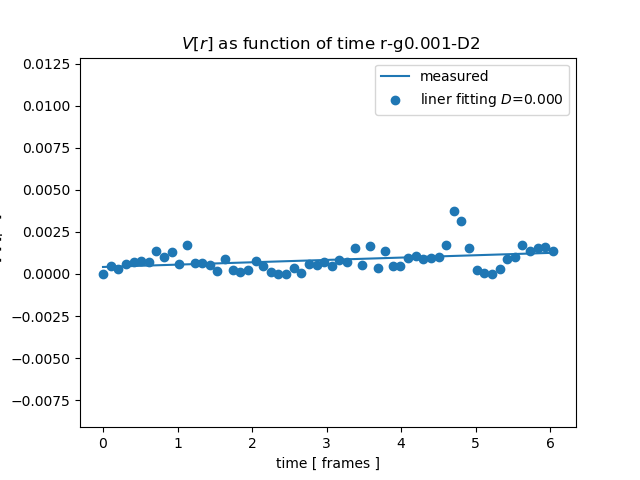 V[r] as function of time r-g0.001-D2
measured
liner fitting D=0.000
0.0125
0.0100
0.0075
0.0050
0.0025
0.0000
−0.0025
−0.0050
−0.0075
0 1 2 3 4 5 6
time [ frames ]